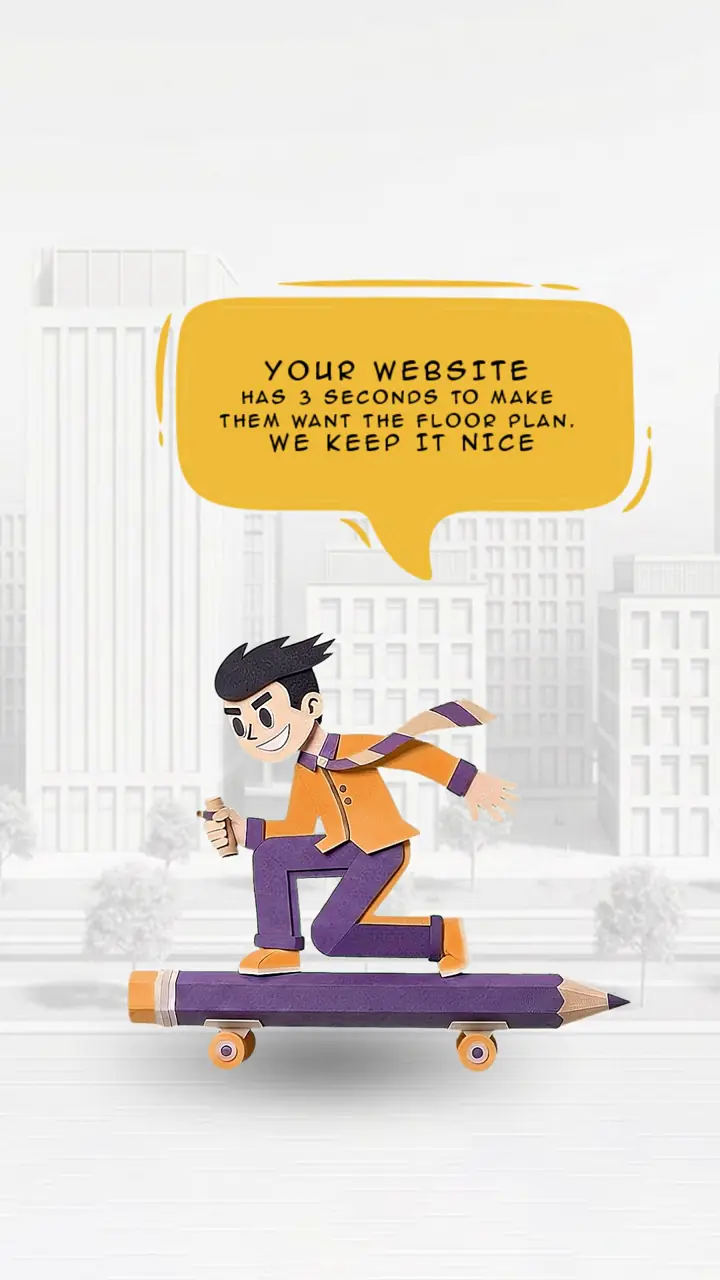 YOUR WEBSITE
HAS 3 SECONDS TO MAKE
THEM WANT THE FLOOR PLAN.
WE KEEP IT NICE